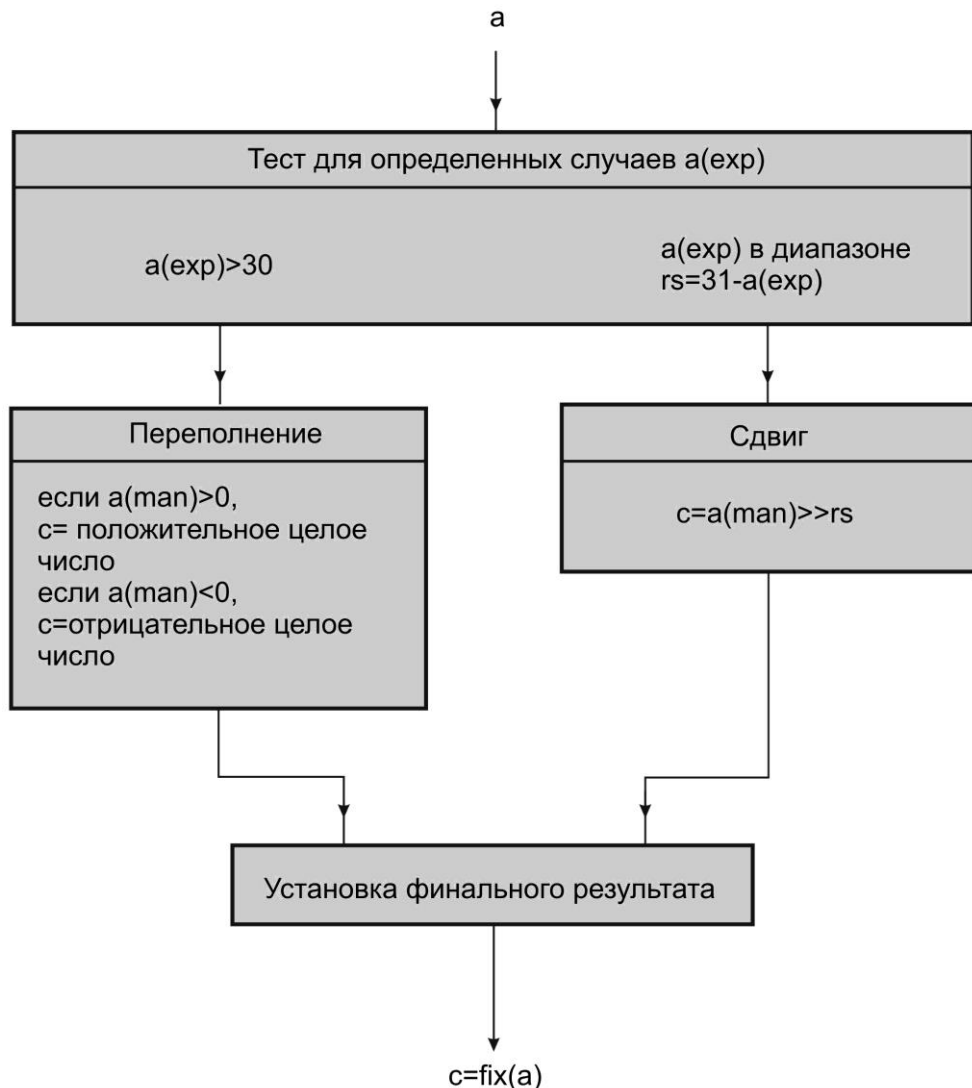 a
Тест для определенных случаев a(exp)
a(exp)>30
a(exp) в диапазоне
rs=31-a(exp)
Переполнение
если a(man)>0,
c= положительное целое
число
если a(man)<0,
c=отрицательное целое
число
Сдвиг
c=a(man)>>rs
Установка финального результата
c=fix(a)